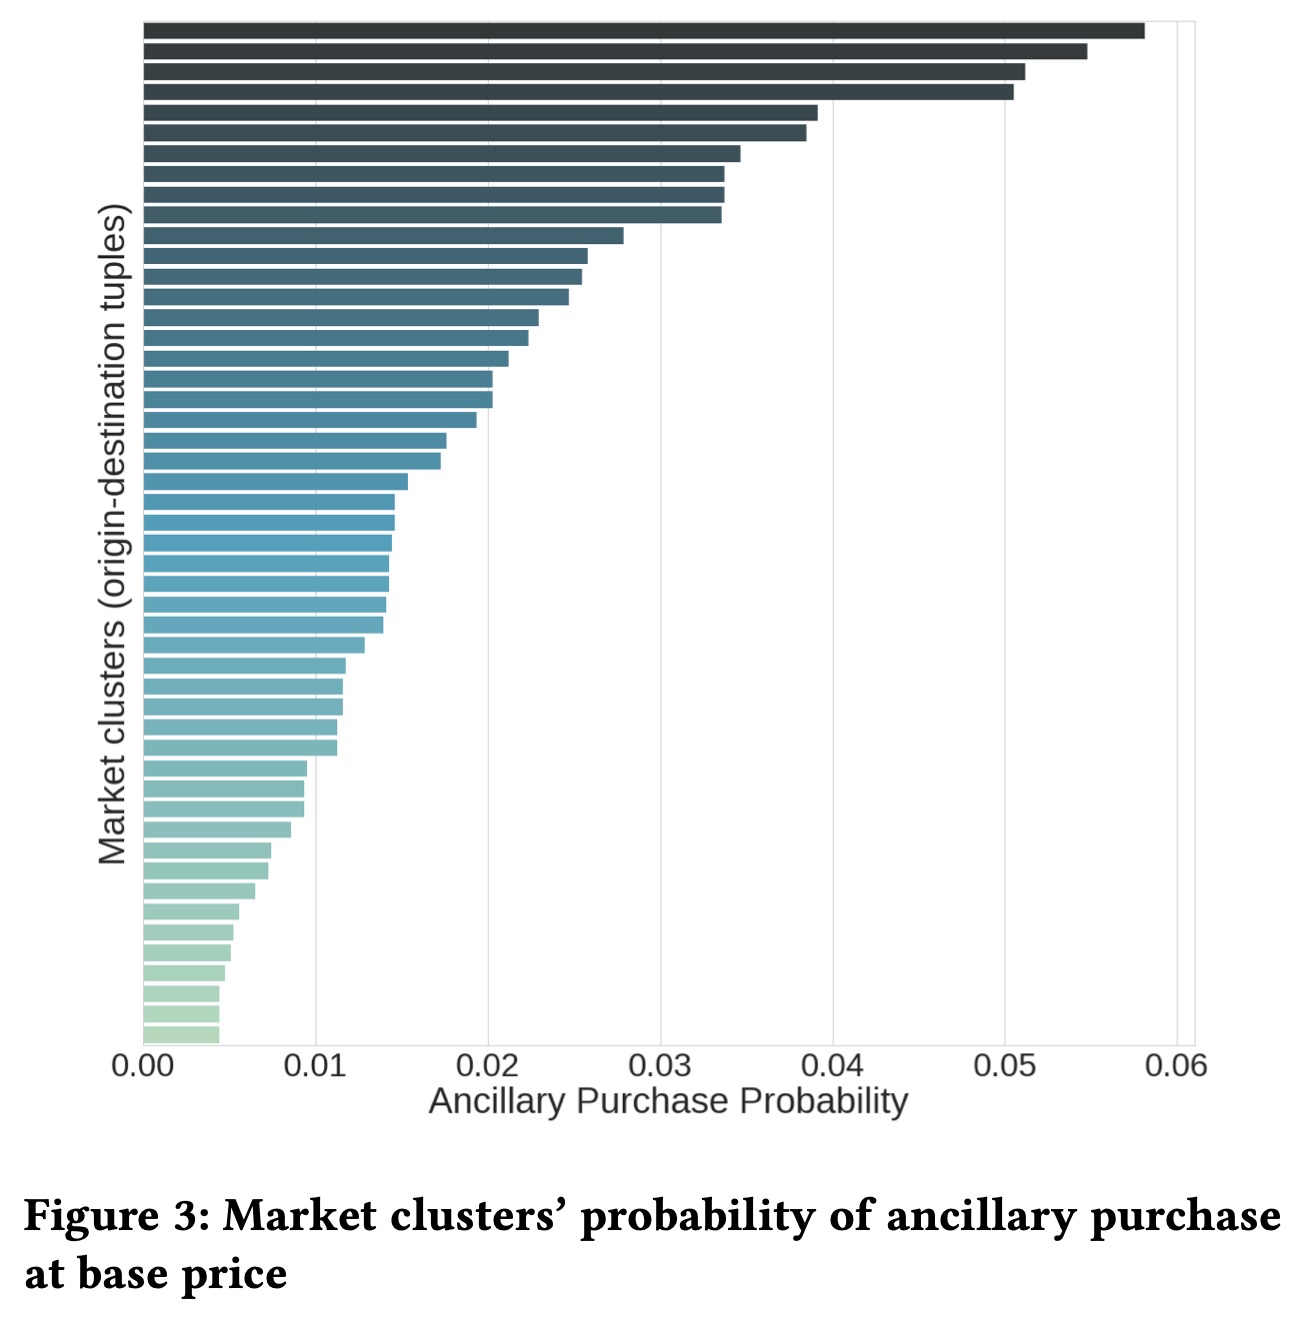 Market clusters (origin-destination tuples)
0.00 0.01 0.02 0.03 0.04 0.05 0.06
Ancillary Purchase Probability
Figure 3: Market clusters’ probability of ancillary purchase
at base price